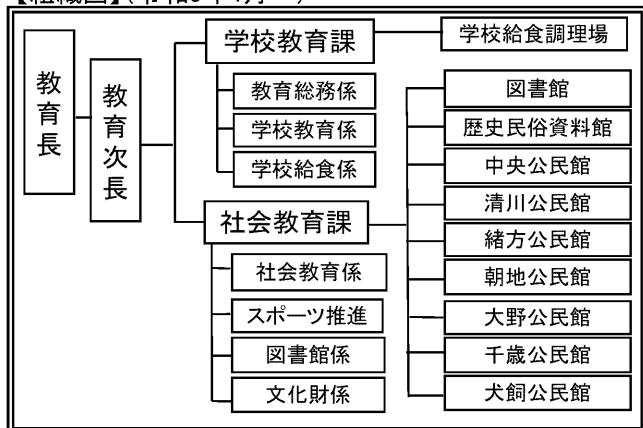 教育長
教育次長
学校教育課
教育総務係
学校教育係
学校給食係
学校給食調理場
社会教育課
社会教育係
スポーツ推進
図書館係
文化財係
図書館
歴史民俗資料館
中央公民館
清川公民館
緒方公民館
朝地公民館
大野公民館
千歳公民館
犬飼公民館